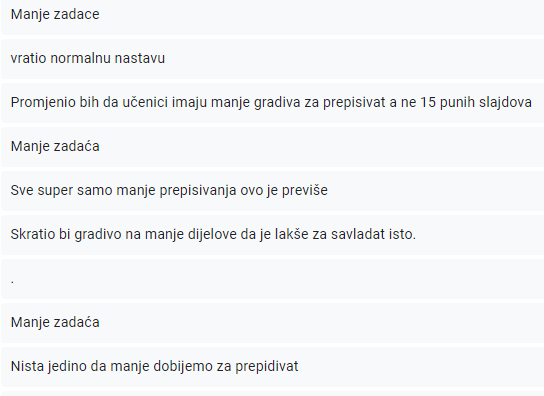 Manje zadace
vratio normalnu nastavu
Promjenio bih da učenici imaju manje gradiva za prepisivat a ne 15 punih slajdova
Manje zadaća
Sve super samo manje prepisivanja ovo je previše
Skratio bi gradivo na manje dijelove da je lakše za savladat isto.
.
Manje zadaća
Nista jedino da manje dobijemo za prepidivat